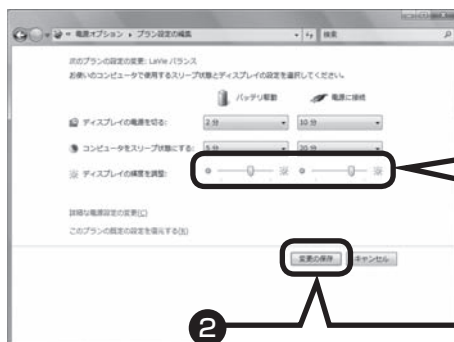 電源オプション ▸ プラン設定の編集
検索
次のプランの設定の変更: LaVie バランス
お使いのコンピュータで使用するスリープ状態とディスプレイの設定を選択してください。
バッテリ駆動 電源に接続
ディスプレイの電源を切る: 2 分 10 分
コンピュータをスリープ状態にする: 5 分 20 分
ディスプレイの輝度を調整:
詳細な電源設定の変更(C)
このプランの既定の設定を復元する(R)
変更の保存 キャンセル
2